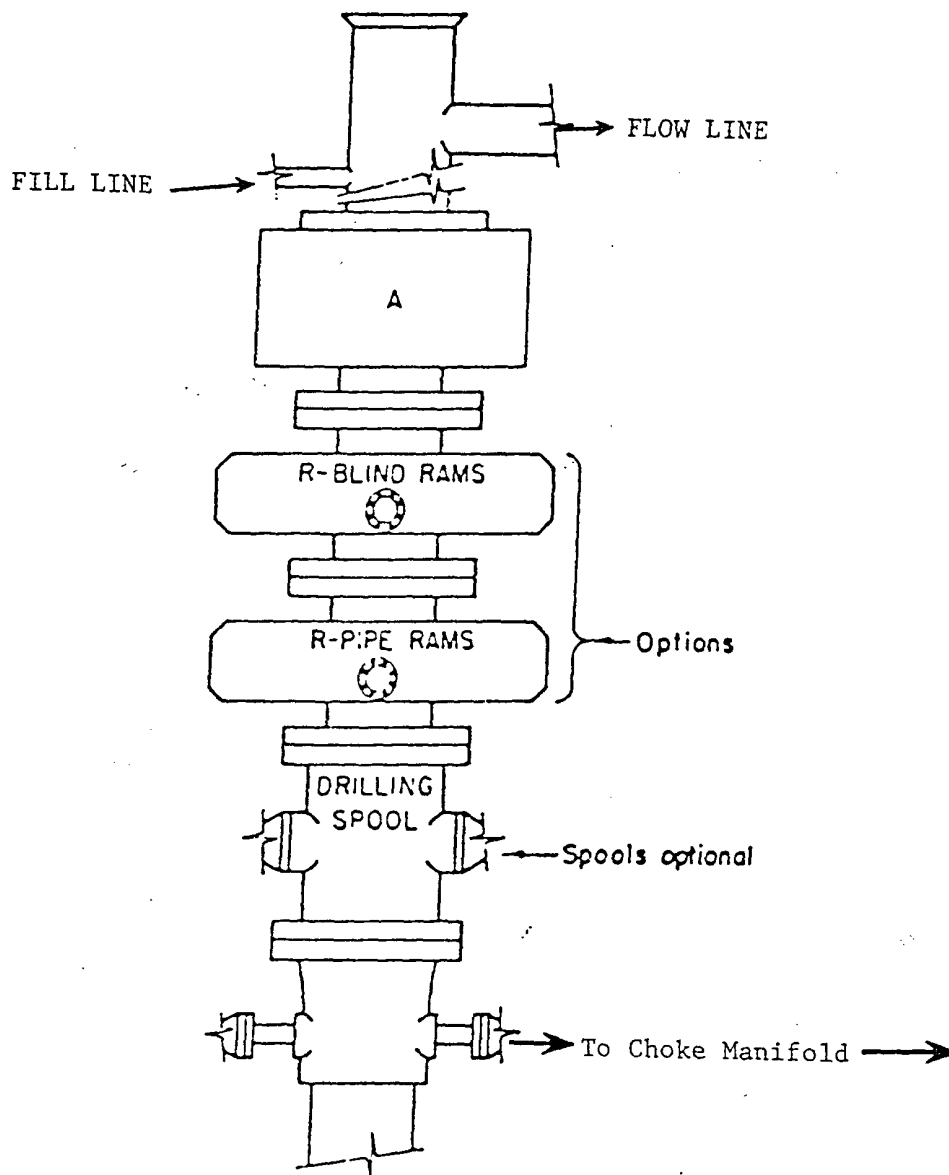 FLOW LINE
FILL LINE
A
R-BLIND RAMS
R-PIPE RAMS
Options
DRILLING
SPOOL
Spools optional
To Choke Manifold